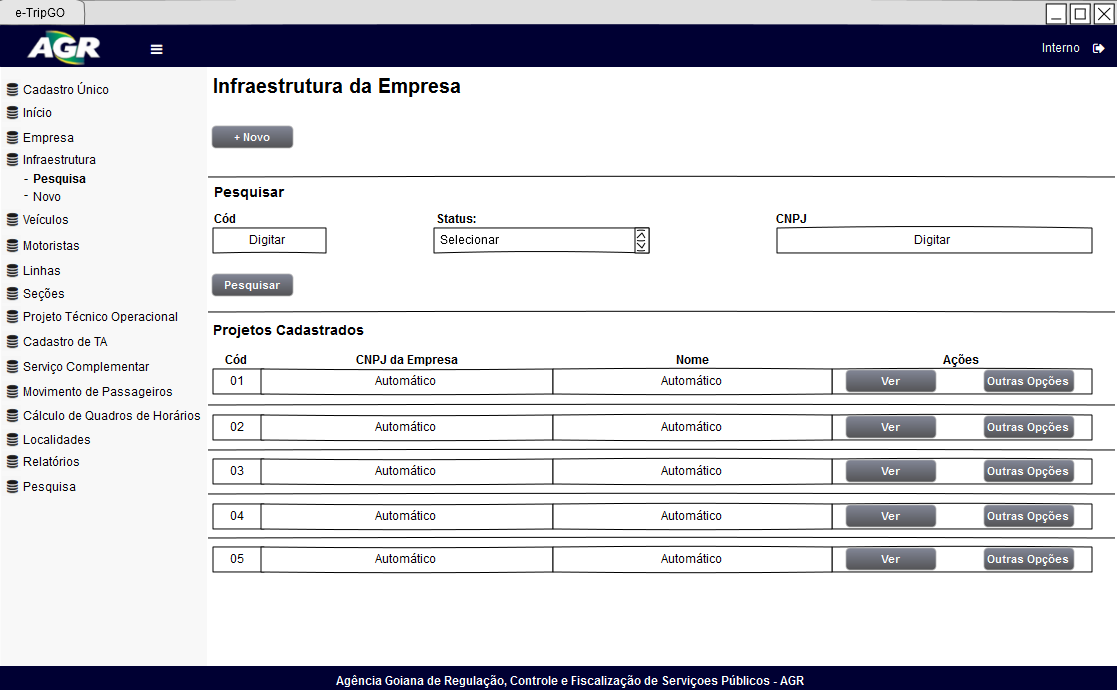 e-TripGO
AGR
Interno
Cadastro Único
Início
Empresa
Infraestrutura
- Pesquisa
- Novo
Veículos
Motoristas
Linhas
Seções
Projeto Técnico Operacional
Cadastro de TA
Serviço Complementar
Movimento de Passageiros
Cálculo de Quadros de Horários
Localidades
Relatórios
Pesquisa
Infraestrutura da Empresa
+ Novo
Pesquisar
Cód Status: CNPJ
Digitar Selecionar Digitar
Pesquisar
Projetos Cadastrados
Cód CNPJ da Empresa Nome Ações
01 Automático Automático Ver Outras Opções
02 Automático Automático Ver Outras Opções
03 Automático Automático Ver Outras Opções
04 Automático Automático Ver Outras Opções
05 Automático Automático Ver Outras Opções
Agência Goiana de Regulação, Controle e Fiscalização de Serviçoes Públicos - AGR